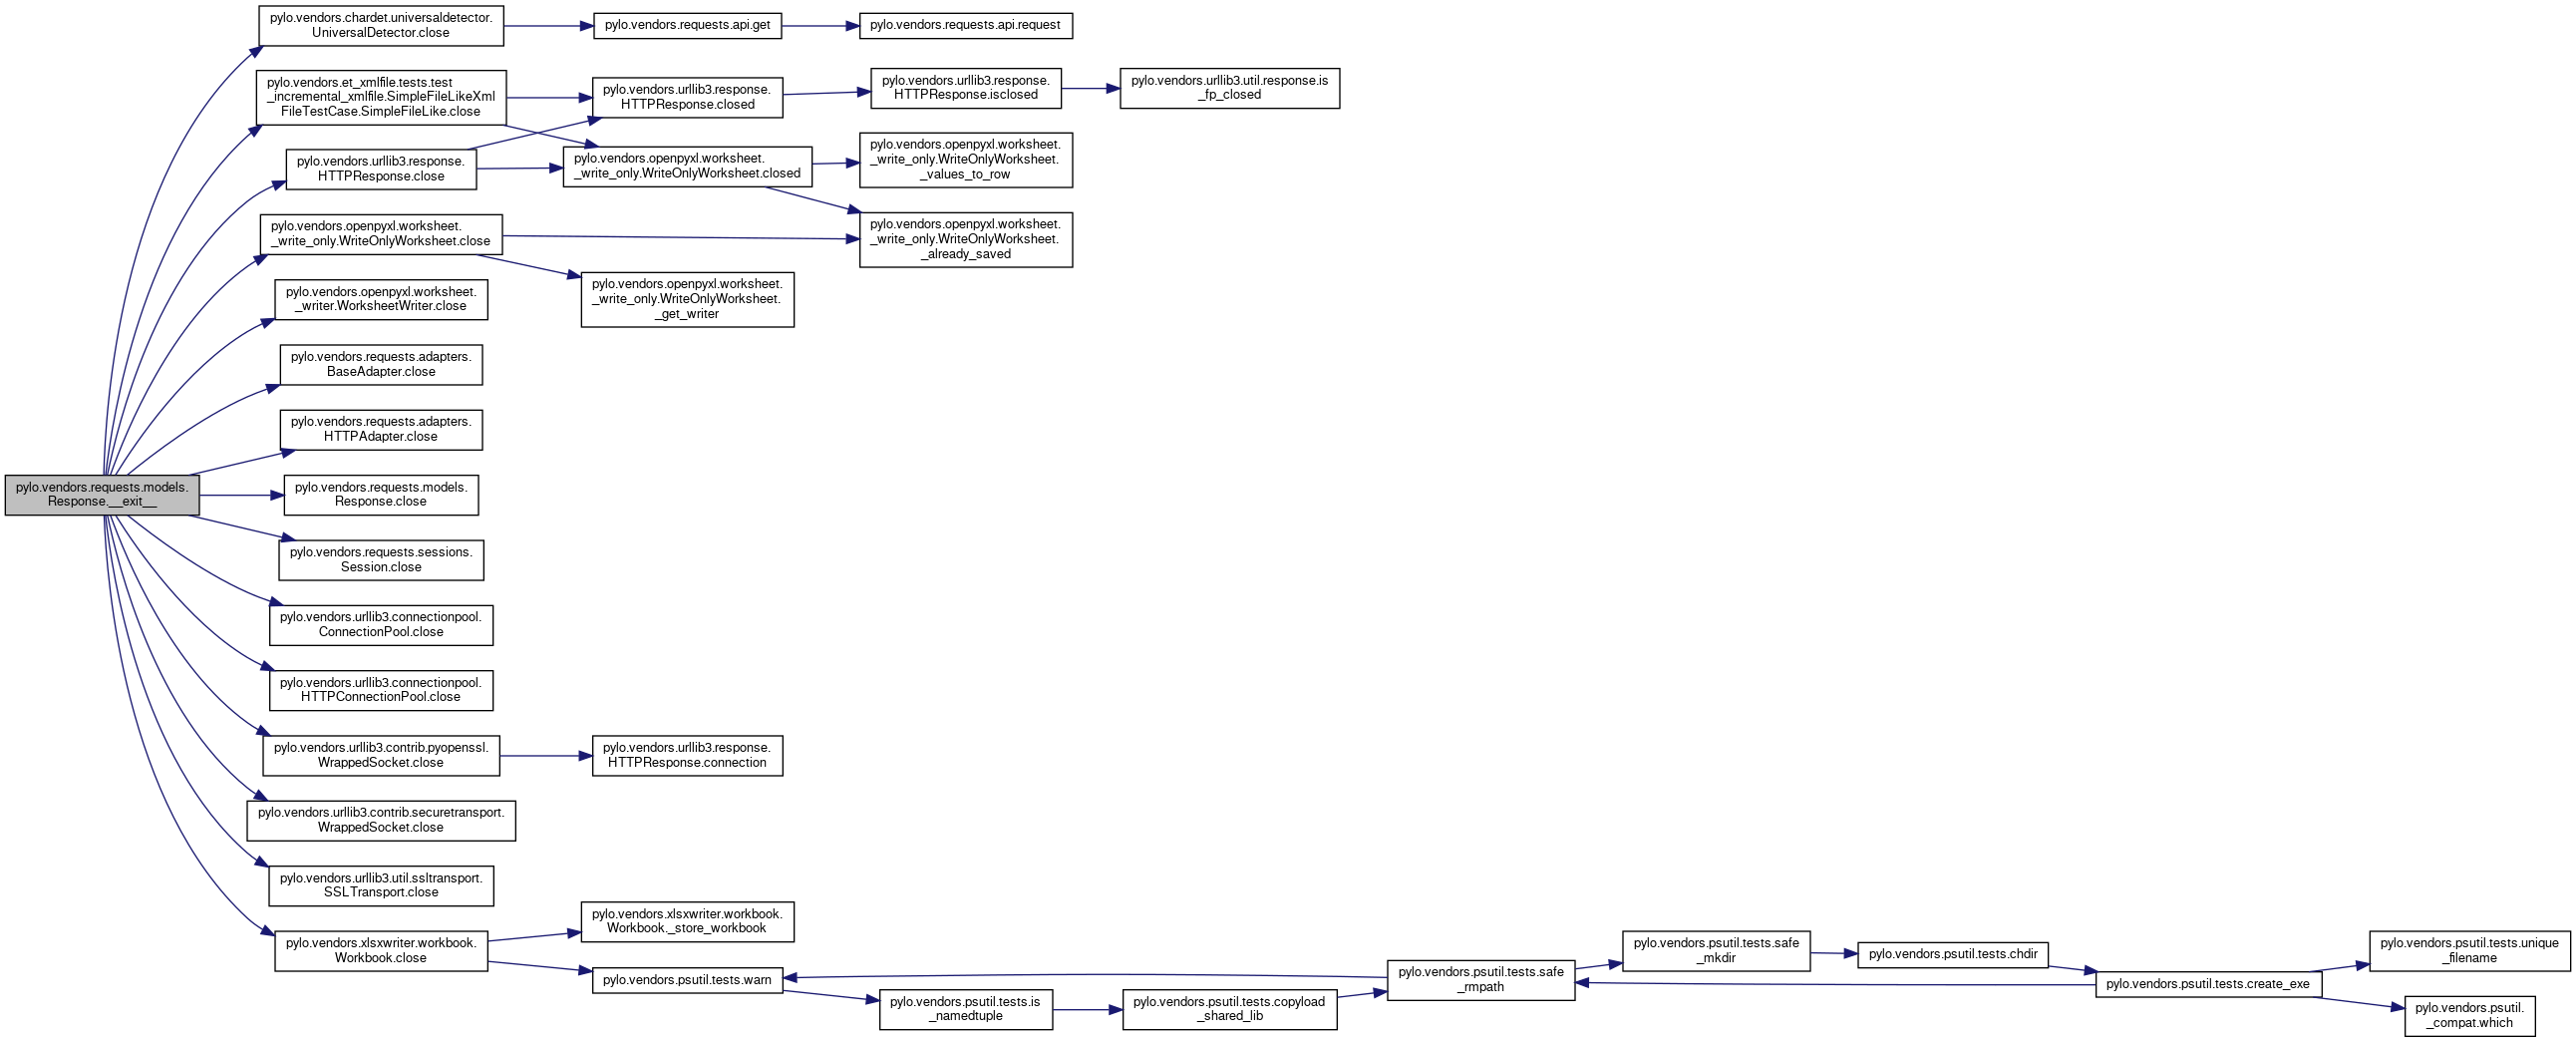 pylo.vendors.requests.models.
Response.__exit__
pylo.vendors.chardet.universaldetector.
UniversalDetector.close
pylo.vendors.requests.api.get
pylo.vendors.requests.api.request
pylo.vendors.et_xmlfile.tests.test
_incremental_xmlfile.SimpleFileLikeXml
FileTestCase.SimpleFileLike.close
pylo.vendors.urllib3.response.
HTTPResponse.closed
pylo.vendors.urllib3.response.
HTTPResponse.isclosed
pylo.vendors.urllib3.util.response.is
_fp_closed
pylo.vendors.urllib3.response.
HTTPResponse.close
pylo.vendors.openpyxl.worksheet.
_write_only.WriteOnlyWorksheet.closed
pylo.vendors.openpyxl.worksheet.
_write_only.WriteOnlyWorksheet.
_values_to_row
pylo.vendors.openpyxl.worksheet.
_write_only.WriteOnlyWorksheet.close
pylo.vendors.openpyxl.worksheet.
_write_only.WriteOnlyWorksheet.
_already_saved
pylo.vendors.openpyxl.worksheet.
_write_only.WriteOnlyWorksheet.
_get_writer
pylo.vendors.openpyxl.worksheet.
_writer.WorksheetWriter.close
pylo.vendors.requests.adapters.
BaseAdapter.close
pylo.vendors.requests.adapters.
HTTPAdapter.close
pylo.vendors.requests.models.
Response.close
pylo.vendors.requests.sessions.
Session.close
pylo.vendors.urllib3.connectionpool.
ConnectionPool.close
pylo.vendors.urllib3.connectionpool.
HTTPConnectionPool.close
pylo.vendors.urllib3.contrib.pyopenssl.
WrappedSocket.close
pylo.vendors.urllib3.response.
HTTPResponse.connection
pylo.vendors.urllib3.contrib.securetransport.
WrappedSocket.close
pylo.vendors.urllib3.util.ssltransport.
SSLTransport.close
pylo.vendors.xlsxwriter.workbook.
Workbook.close
pylo.vendors.xlsxwriter.workbook.
Workbook._store_workbook
pylo.vendors.psutil.tests.warn
pylo.vendors.psutil.tests.is
_namedtuple
pylo.vendors.psutil.tests.copyload
_shared_lib
pylo.vendors.psutil.tests.safe
_rmpath
pylo.vendors.psutil.tests.safe
_mkdir
pylo.vendors.psutil.tests.chdir
pylo.vendors.psutil.tests.create_exe
pylo.vendors.psutil.tests.unique
_filename
pylo.vendors.psutil.
_compat.which